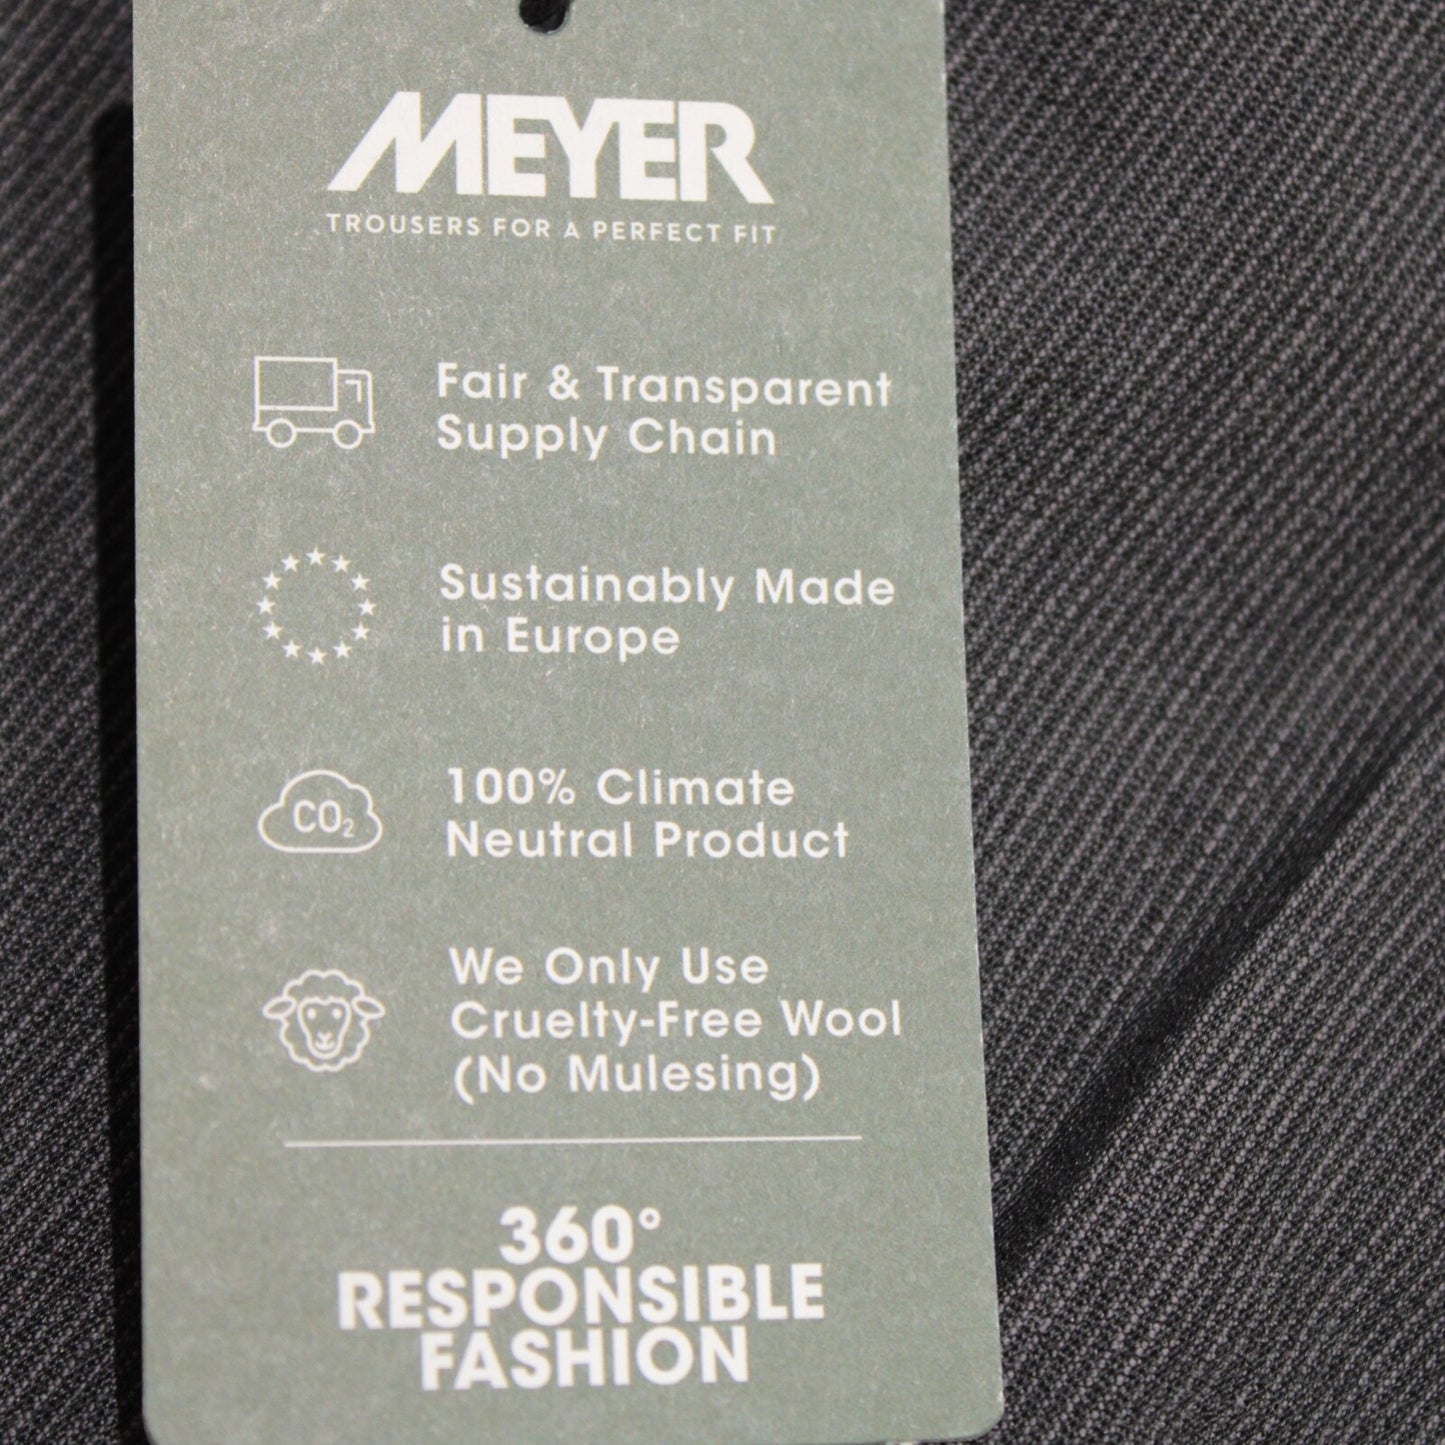 MEYER
TROUSERS FOR A PERFECT FIT
Fair & Transparent
Supply Chain
Sustainably Made
in Europe
CO₂
100% Climate
Neutral Product
We Only Use
Cruelty-Free Wool
(No Mulesing)
360°
RESPONSIBLE
FASHION